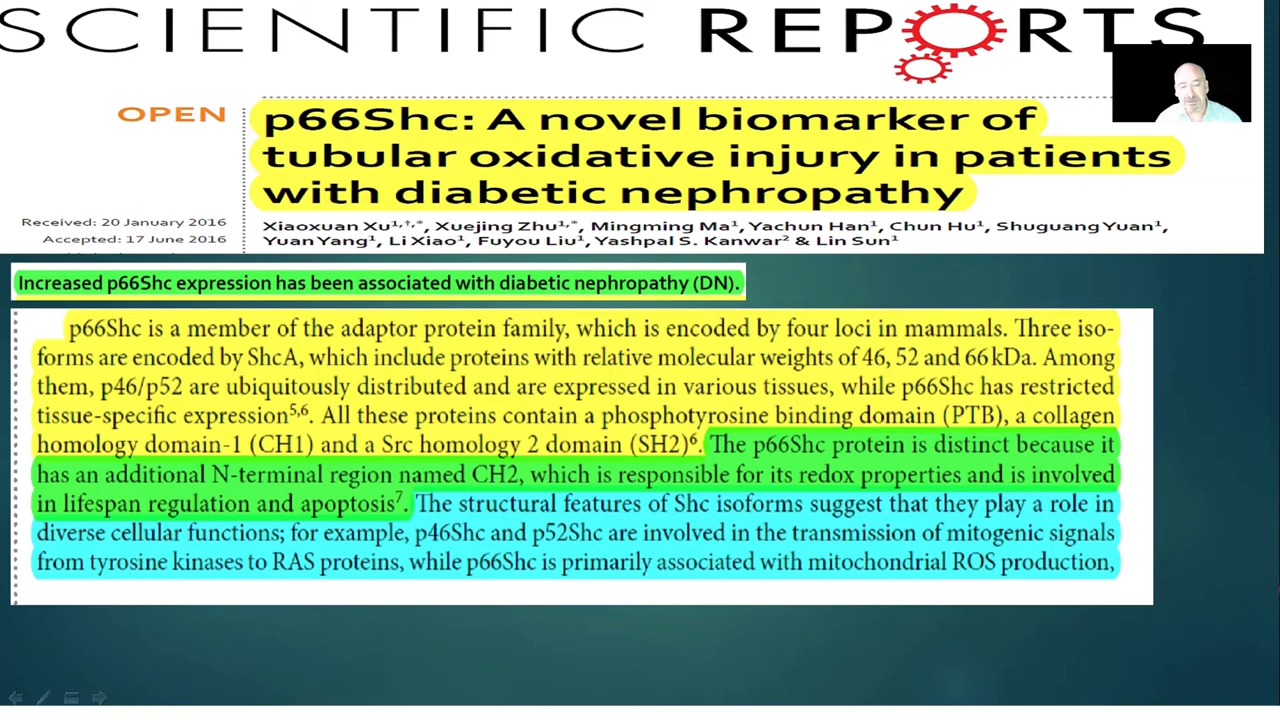 SCIENTIFIC REPORTS
OPEN
p66Shc: A novel biomarker of
tubular oxidative injury in patients
with diabetic nephropathy
Received: 20 January 2016
Accepted: 17 June 2016
Xiaoxuan Xu1,†,*, Xuejing Zhu1,*, Mingming Ma1, Yachun Han1, Chun Hu1, Shuguang Yuan1,
Yuan Yang1, Li Xiao1, Fuyou Liu1, Yashpal S. Kanwar2 & Lin Sun1
Increased p66Shc expression has been associated with diabetic nephropathy (DN).
p66Shc is a member of the adaptor protein family, which is encoded by four loci in mammals. Three iso-
forms are encoded by ShcA, which include proteins with relative molecular weights of 46, 52 and 66 kDa. Among
them, p46/p52 are ubiquitously distributed and are expressed in various tissues, while p66Shc has restricted
tissue-specific expression5,6. All these proteins contain a phosphotyrosine binding domain (PTB), a collagen
homology domain-1 (CH1) and a Src homology 2 domain (SH2)6. The p66Shc protein is distinct because it
has an additional N-terminal region named CH2, which is responsible for its redox properties and is involved
in lifespan regulation and apoptosis7. The structural features of Shc isoforms suggest that they play a role in
diverse cellular functions; for example, p46Shc and p52Shc are involved in the transmission of mitogenic signals
from tyrosine kinases to RAS proteins, while p66Shc is primarily associated with mitochondrial ROS production,